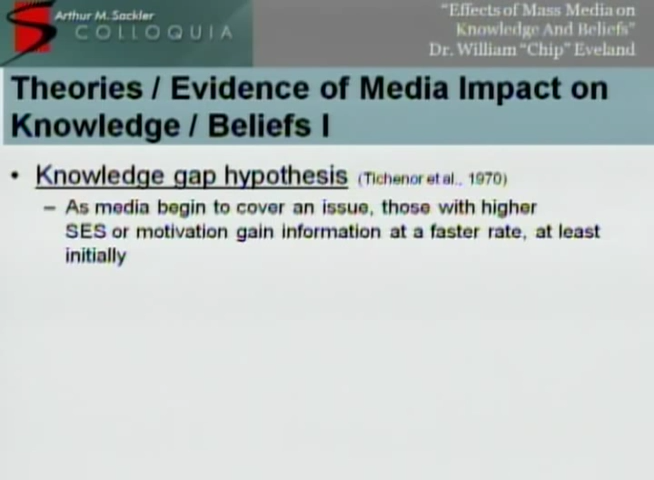 Arthur M. Sackler
COLLOQUIA
"Effects of Mass Media on
Knowledge And Beliefs"
Dr. William "Chip" Eveland
Theories / Evidence of Media Impact on
Knowledge / Beliefs I
• Knowledge gap hypothesis (Tichenor et al., 1970)
– As media begin to cover an issue, those with higher
SES or motivation gain information at a faster rate, at least
initially